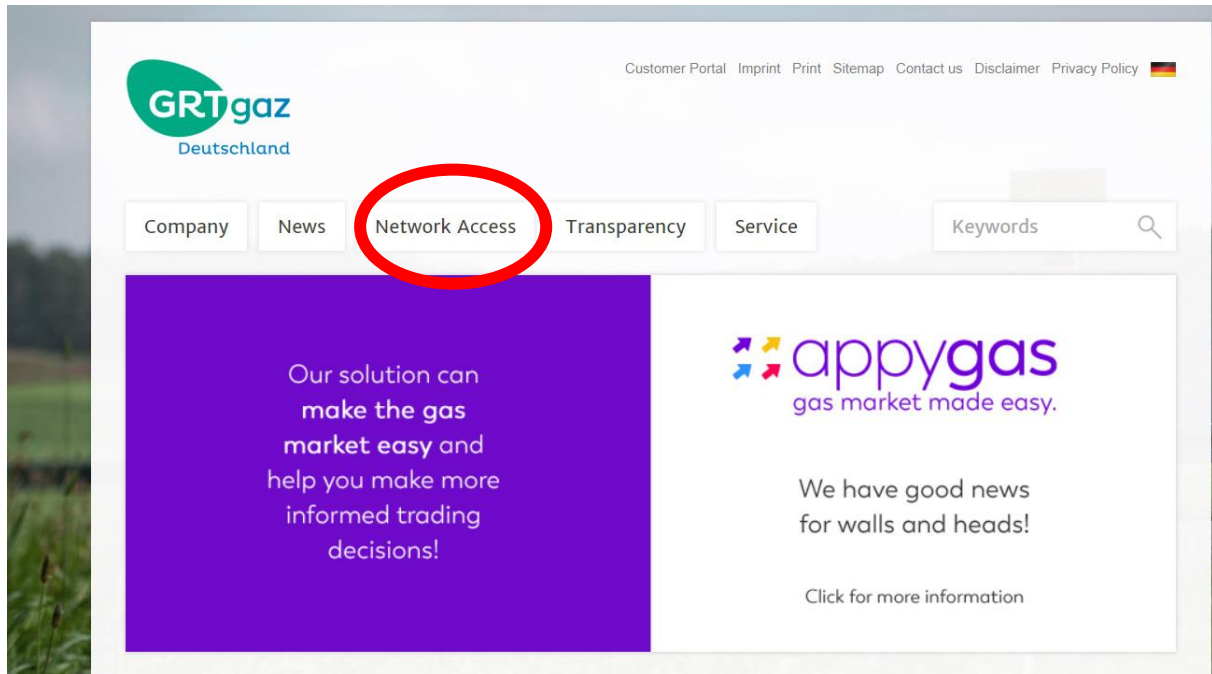 Customer Portal Imprint Print Sitemap Contact us Disclaimer Privacy Policy
GRTgaz
Deutschland
Company News Network Access Transparency Service Keywords
Our solution can
make the gas
market easy and
help you make more
informed trading
decisions!
appygas
gas market made easy.
We have good news
for walls and heads!
Click for more information